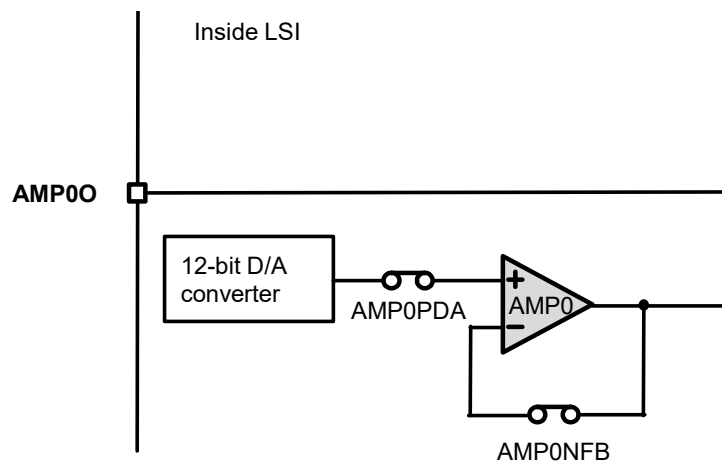 Inside LSI
AMP0O
12-bit D/A
converter
AMP0PDA
+
AMP0
−
AMP0NFB